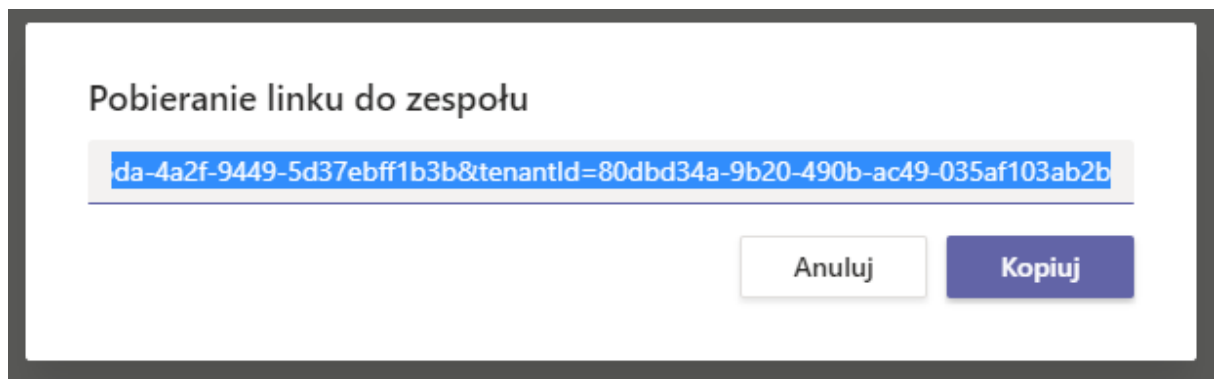 Pobieranie linku do zespołu
da-4a2f-9449-5d37ebff1b3b&tenantId=80dbd34a-9b20-490b-ac49-035af103ab2b
Anuluj
Kopiuj